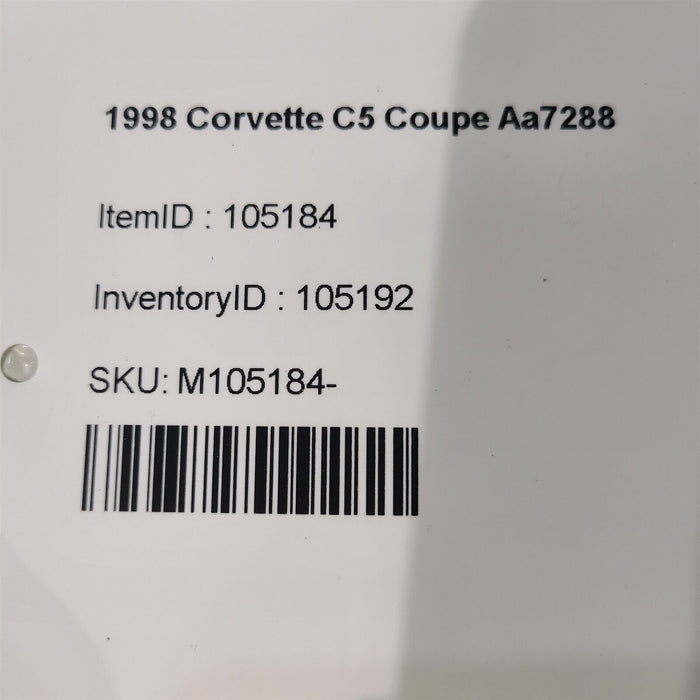 1998 Corvette C5 Coupe Aa7288
ItemID : 105184
InventoryID : 105192
SKU: M105184-